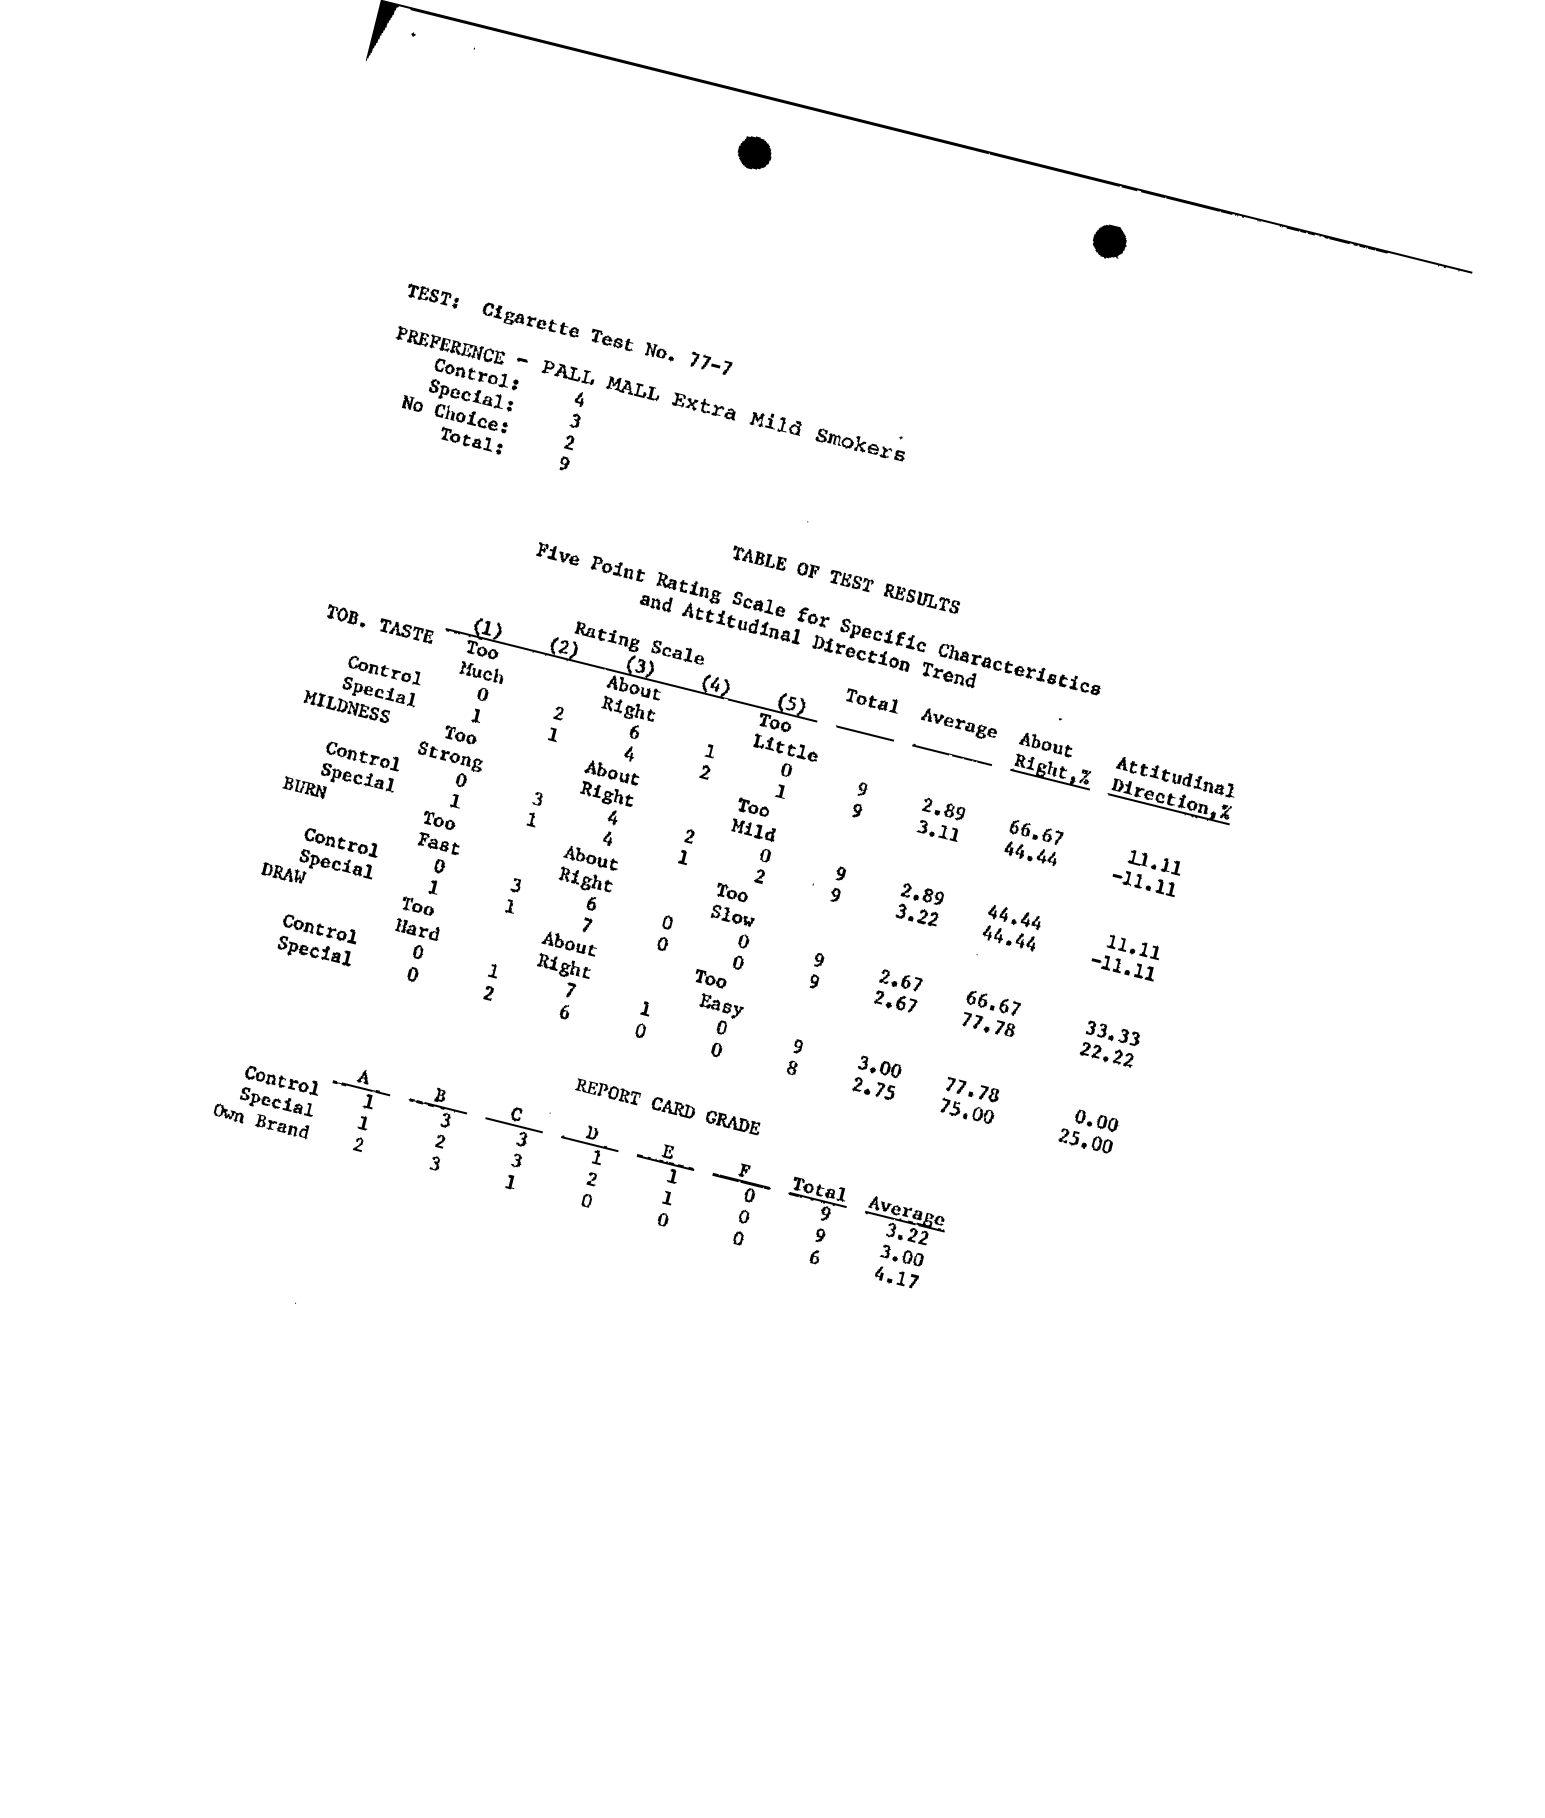 TEST: Cigarette Test No. 77-7
PREFERENCE - PALL MALL Extra Mild Smokers
Control: 4
Special: 3
No Choice: 2
Total: 9
TABLE OF TEST RESULTS
Five Point Rating Scale for Specific Characteristics
and Attitudinal Direction Trend
Rating Scale
(1) (2) (3) (4) (5) Total Average About Right,% Attitudinal Direction,%
TOB. TASTE Too Much About Right Too Little
Control 0 2 6 1 0 9 2.89 66.67 11.11
Special 1 1 4 2 1 9 3.11 44.44 -11.11
MILDNESS Too Strong About Right Too Mild
Control 0 3 4 2 0 9 2.89 44.44 11.11
Special 1 1 4 1 2 9 3.22 44.44 -11.11
BURN Too Fast About Right Too Slow
Control 0 3 6 0 0 9 2.67 66.67 33.33
Special 1 1 7 0 0 9 2.67 77.78 22.22
DRAW Too Hard About Right Too Easy
Control 0 1 7 1 0 9 3.00 77.78 0.00
Special 0 2 6 0 0 8 2.75 75.00 25.00
REPORT CARD GRADE
A B C D E F Total Average
Control 1 3 3 1 1 0 9 3.22
Special 1 2 3 2 1 0 9 3.00
Own Brand 2 3 1 0 0 0 6 4.17